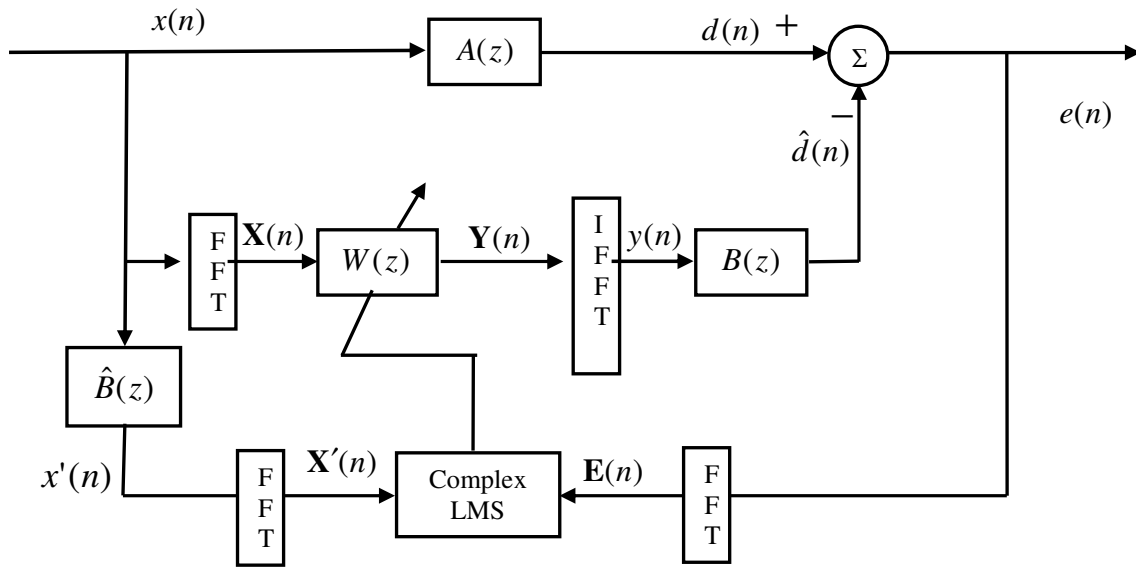 x(n)
A(z)
d(n)
+
Σ
e(n)
−
d̂(n)
F
F
T
X(n)
W(z)
Y(n)
I
F
F
T
y(n)
B(z)
B̂(z)
x'(n)
F
F
T
X′(n)
Complex
LMS
E(n)
F
F
T